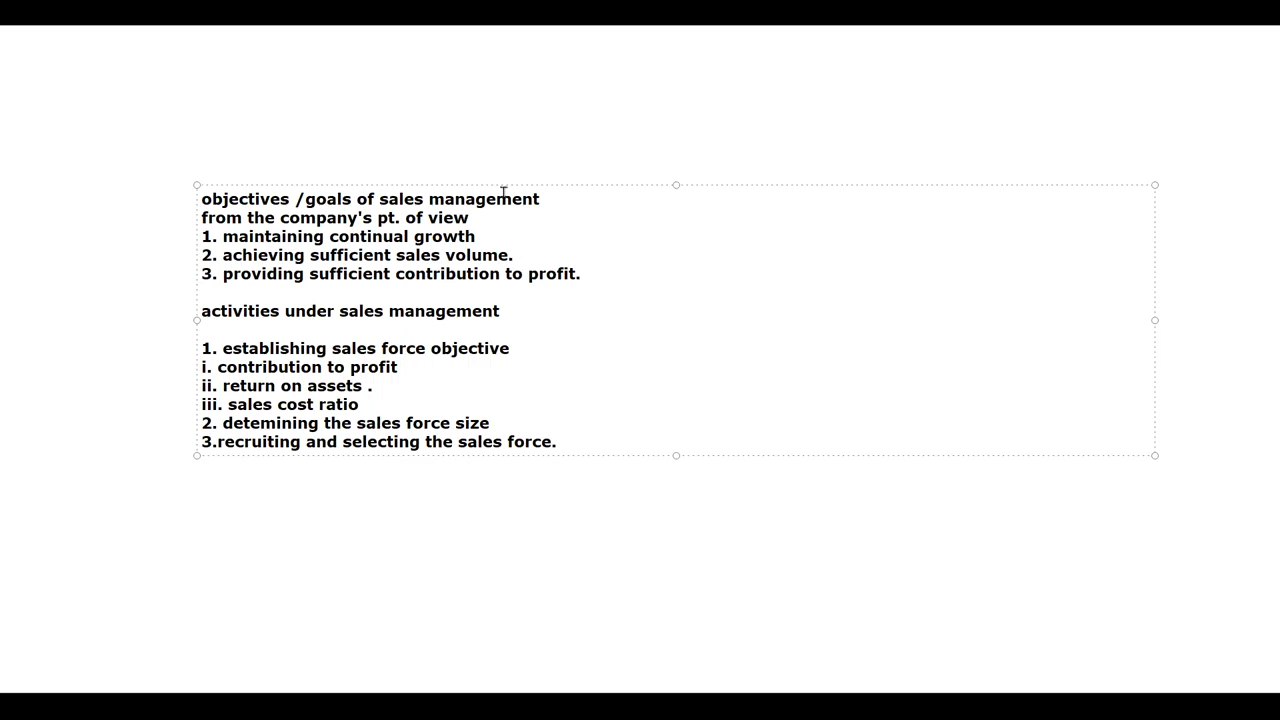 objectives /goals of sales management
from the company's pt. of view
1. maintaining continual growth
2. achieving sufficient sales volume.
3. providing sufficient contribution to profit.
activities under sales management
1. establishing sales force objective
i. contribution to profit
ii. return on assets .
iii. sales cost ratio
2. detemining the sales force size
3.recruiting and selecting the sales force.